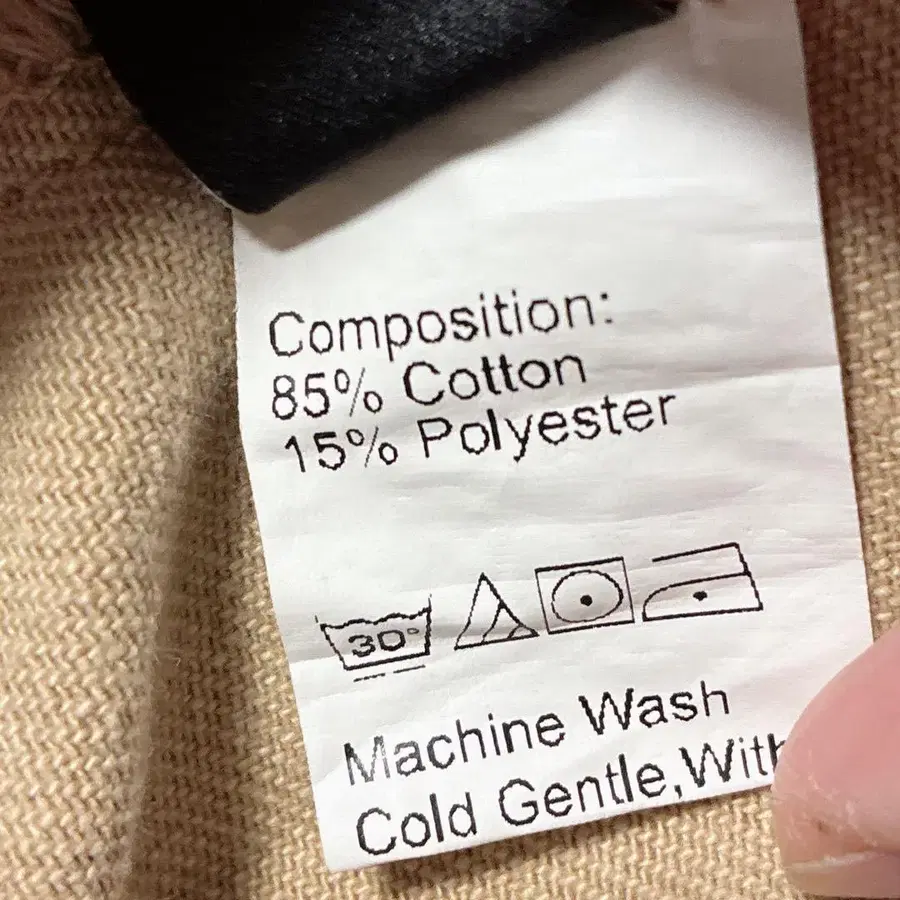 Composition:
85% Cotton
15% Polyester
30°
Machine Wash
Cold Gentle,With